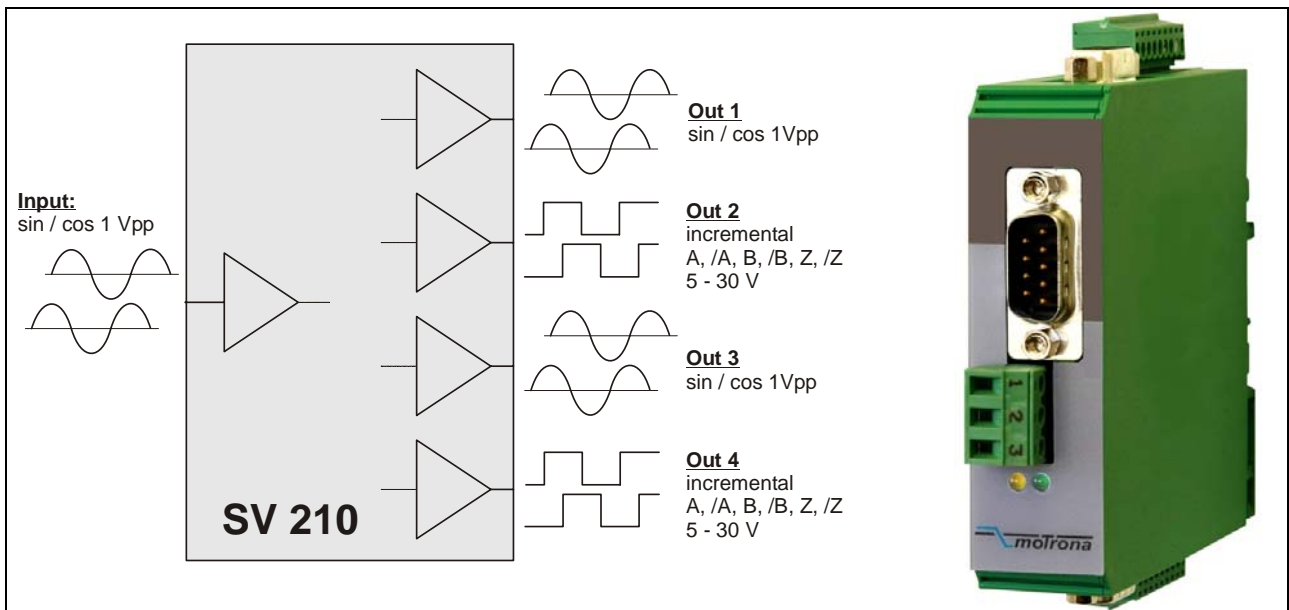 Input:
sin / cos 1 Vpp
SV 210
Out 1
sin / cos 1Vpp
Out 2
incremental
A, /A, B, /B, Z, /Z
5 - 30 V
Out 3
sin / cos 1Vpp
Out 4
incremental
A, /A, B, /B, Z, /Z
5 - 30 V
1
2
3
motrona